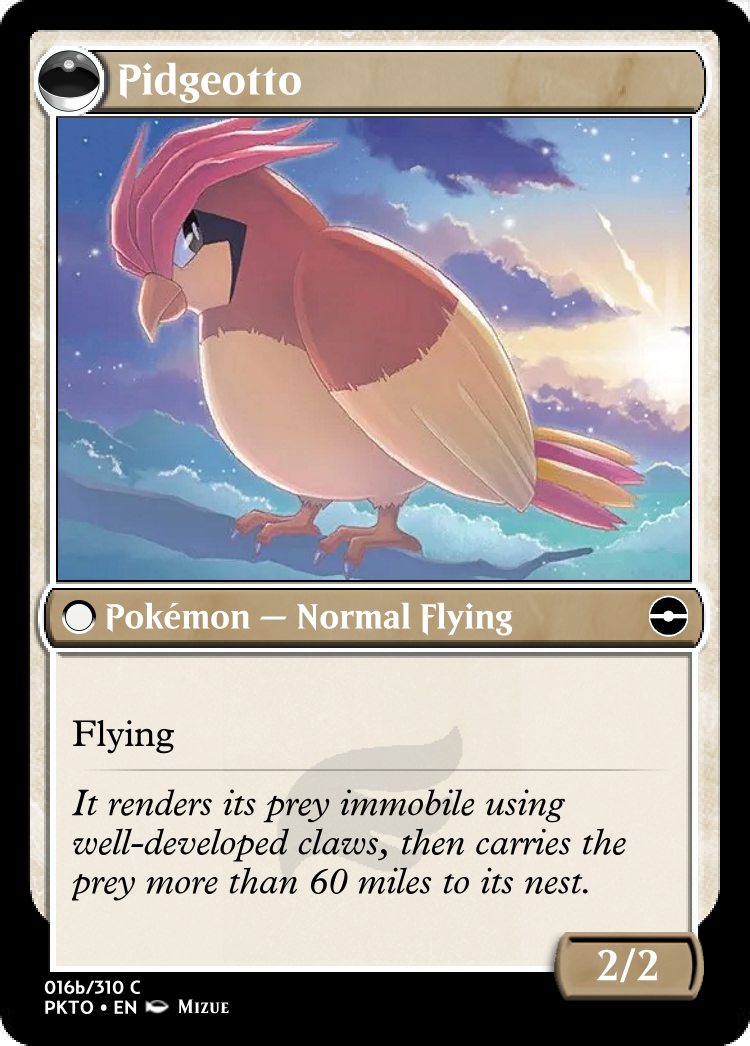 Pidgeotto
Pokémon — Normal Flying
Flying
It renders its prey immobile using
well-developed claws, then carries the
prey more than 60 miles to its nest.
2/2
016b/310 C
PKTO • EN Mizue